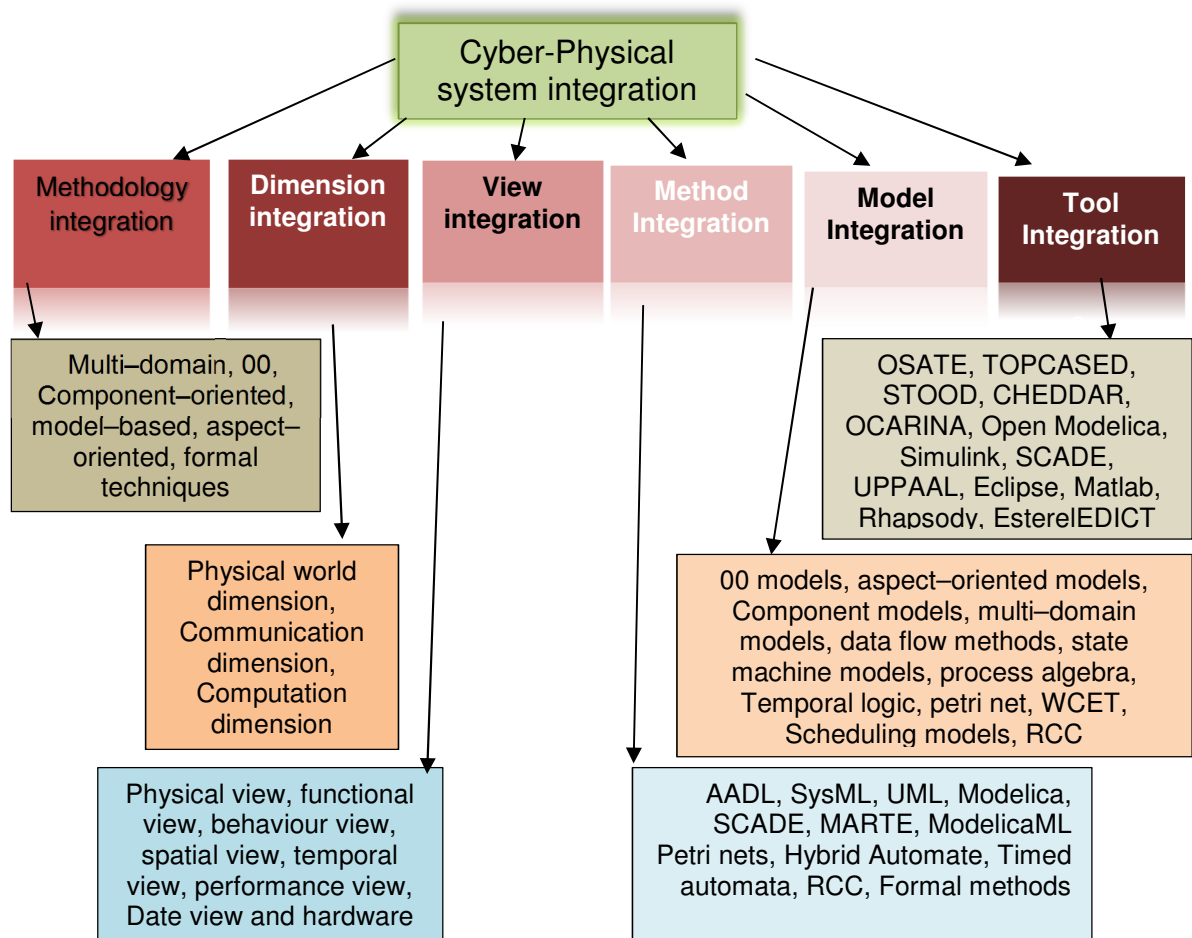 Cyber-Physical
system integration
Methodology
integration
Dimension
integration
View
integration
Method
Integration
Model
Integration
Tool
Integration
Multi–domain, 00,
Component–oriented,
model–based, aspect–
oriented, formal
techniques
OSATE, TOPCASED,
STOOD, CHEDDAR,
OCARINA, Open Modelica,
Simulink, SCADE,
UPPAAL, Eclipse, Matlab,
Rhapsody, EsterelEDICT
Physical world
dimension,
Communication
dimension,
Computation
dimension
00 models, aspect–oriented models,
Component models, multi–domain
models, data flow methods, state
machine models, process algebra,
Temporal logic, petri net, WCET,
Scheduling models, RCC
Physical view, functional
view, behaviour view,
spatial view, temporal
view, performance view,
Date view and hardware
AADL, SysML, UML, Modelica,
SCADE, MARTE, ModelicaML
Petri nets, Hybrid Automate, Timed
automata, RCC, Formal methods